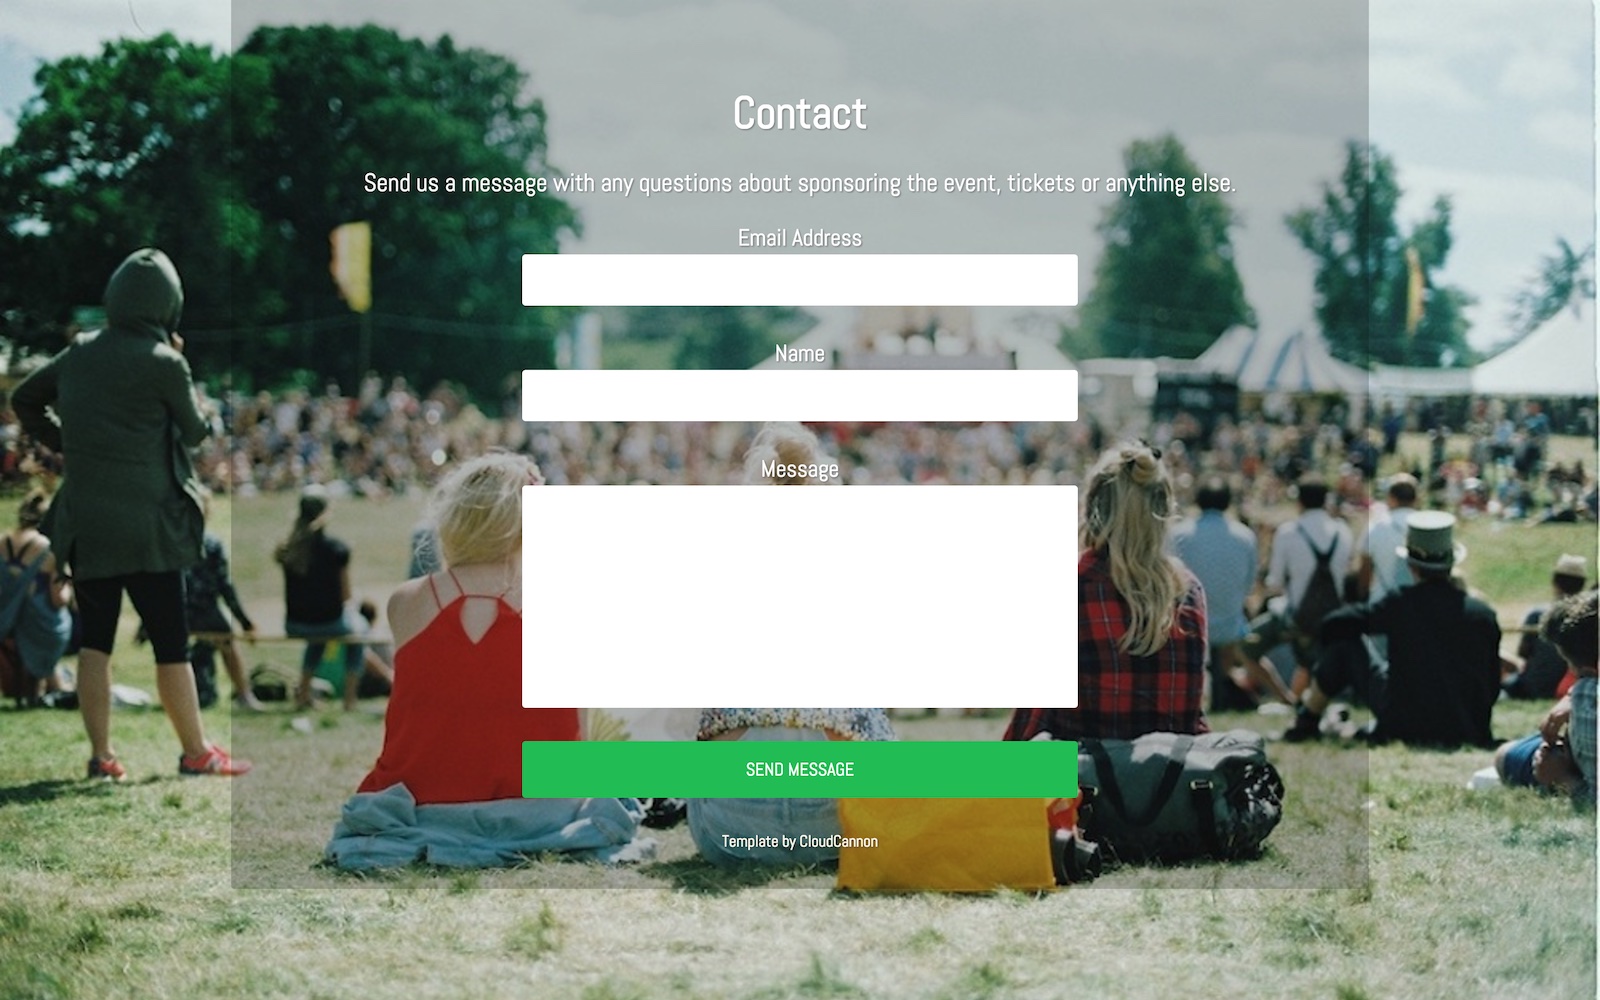 Contact
Send us a message with any questions about sponsoring the event, tickets or anything else.
Email Address
Name
Message
SEND MESSAGE
Template by CloudCannon